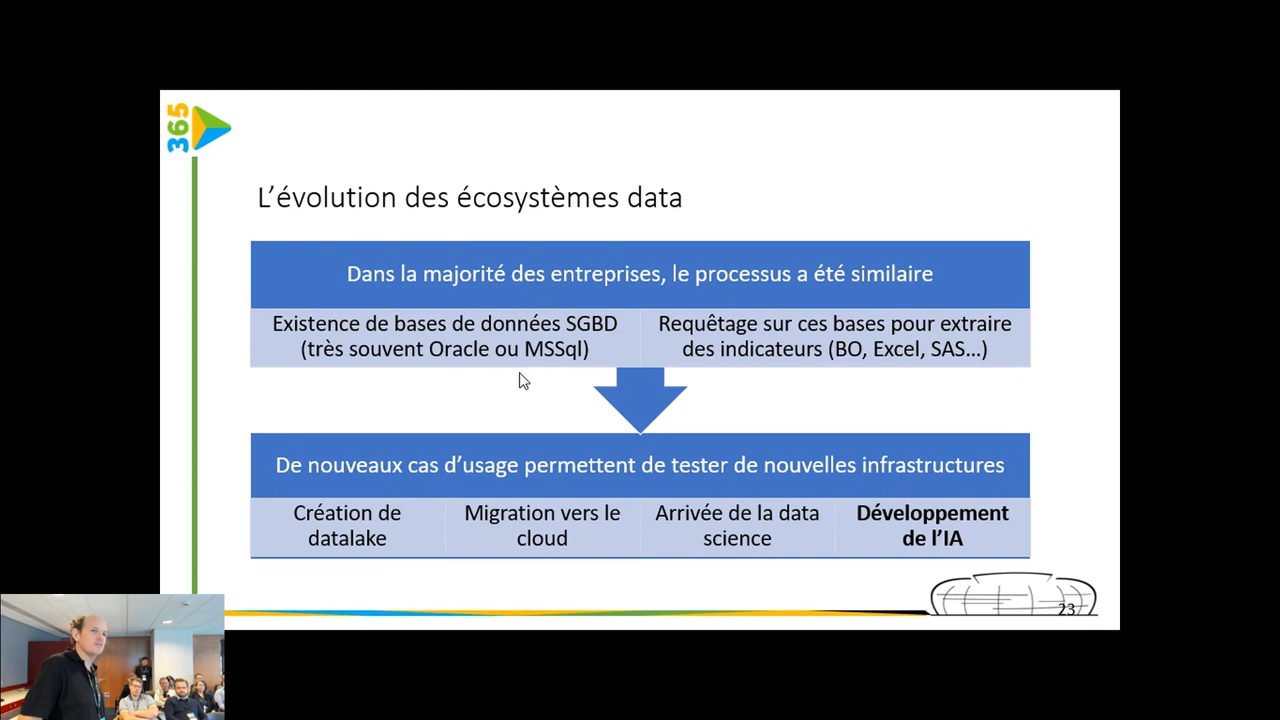 365
L’évolution des écosystèmes data
Dans la majorité des entreprises, le processus a été similaire
Existence de bases de données SGBD
(très souvent Oracle ou MSSql)
Requêtage sur ces bases pour extraire
des indicateurs (BO, Excel, SAS…)
De nouveaux cas d’usage permettent de tester de nouvelles infrastructures
Création de
datalake
Migration vers le
cloud
Arrivée de la data
science
Développement
de l’IA
23